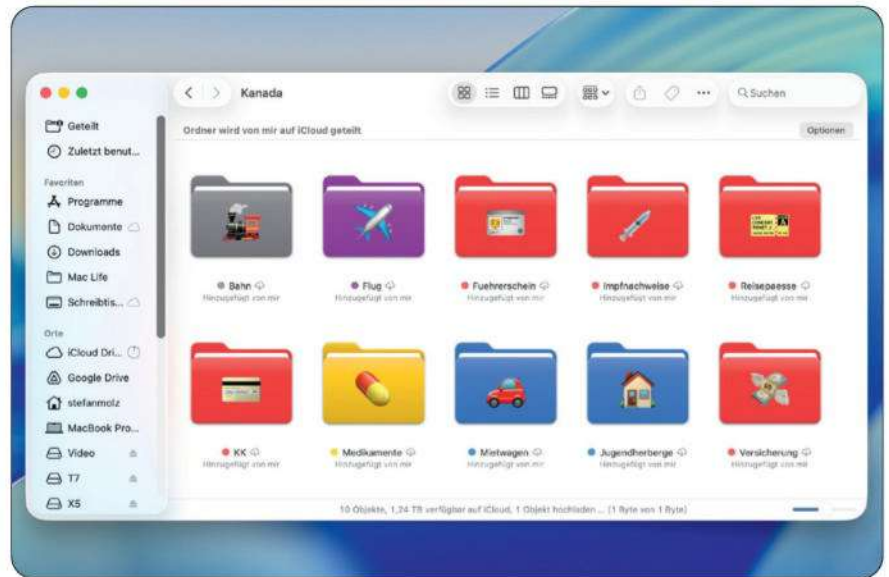 Kanada
Suchen
Geteilt
Zuletzt benut...
Favoriten
Programme
Dokumente
Downloads
Mac Life
Schreibtis...
Orte
iCloud Dri...
Google Drive
stefanmolz
MacBook Pro...
Video
T7
X5
Ordner wird von mir auf iCloud geteilt
Optionen
Bahn
Hinzugefügt von mir
Flug
Hinzugefügt von mir
Fuehrerschein
Hinzugefügt von mir
Impfnachweise
Hinzugefügt von mir
Reisepaesse
Hinzugefügt von mir
KK
Hinzugefügt von mir
Medikamente
Hinzugefügt von mir
Mietwagen
Hinzugefügt von mir
Jugendherberge
Hinzugefügt von mir
Versicherung
Hinzugefügt von mir
10 Objekte, 1,24 TB verfügbar auf iCloud, 1 Objekt hochladen ... (1 Byte von 1 Byte)